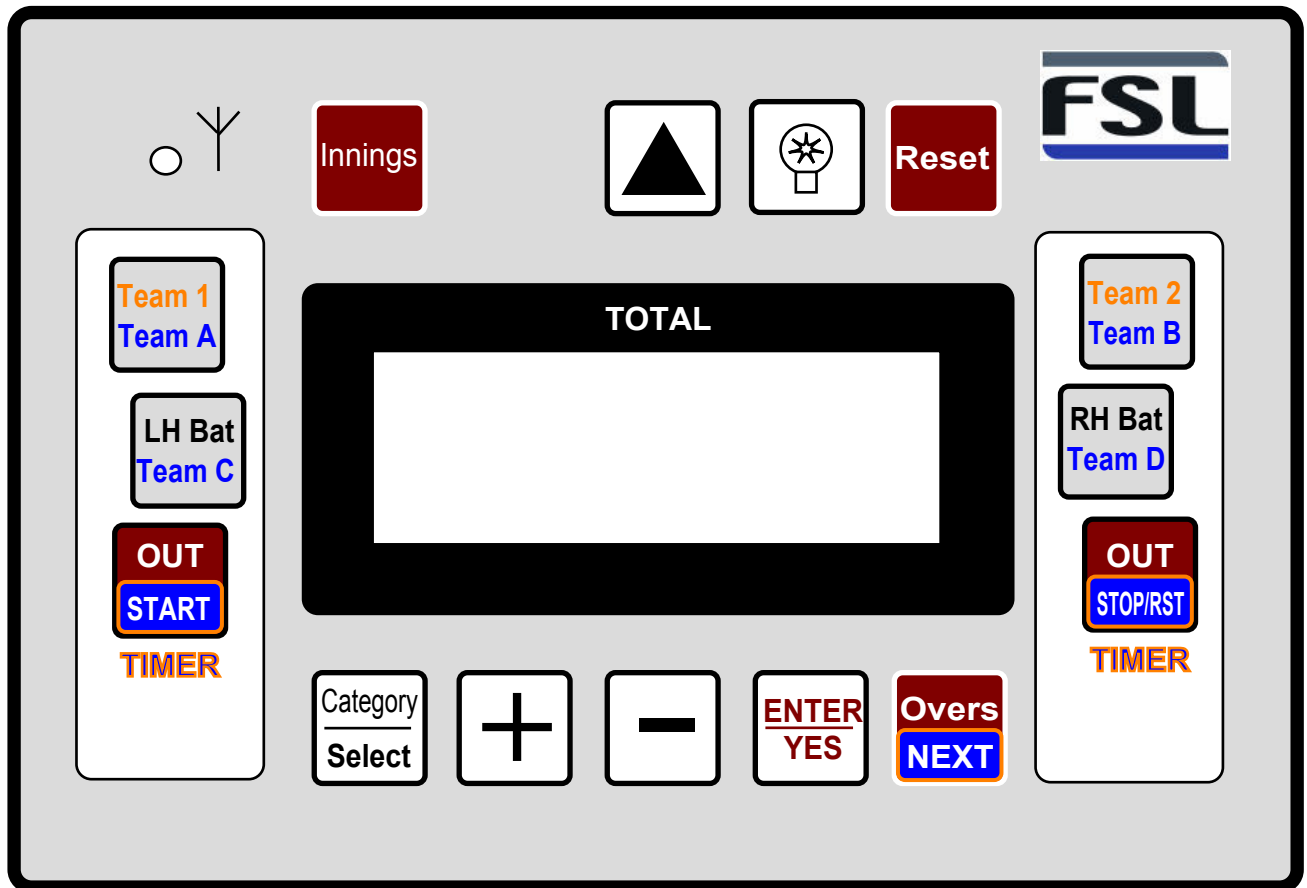 FSL
Innings
Reset
Team 1
Team A
LH Bat
Team C
OUT
START
TIMER
TOTAL
Team 2
Team B
RH Bat
Team D
OUT
STOP/RST
TIMER
Category
Select
+
-
ENTER
YES
Overs
NEXT